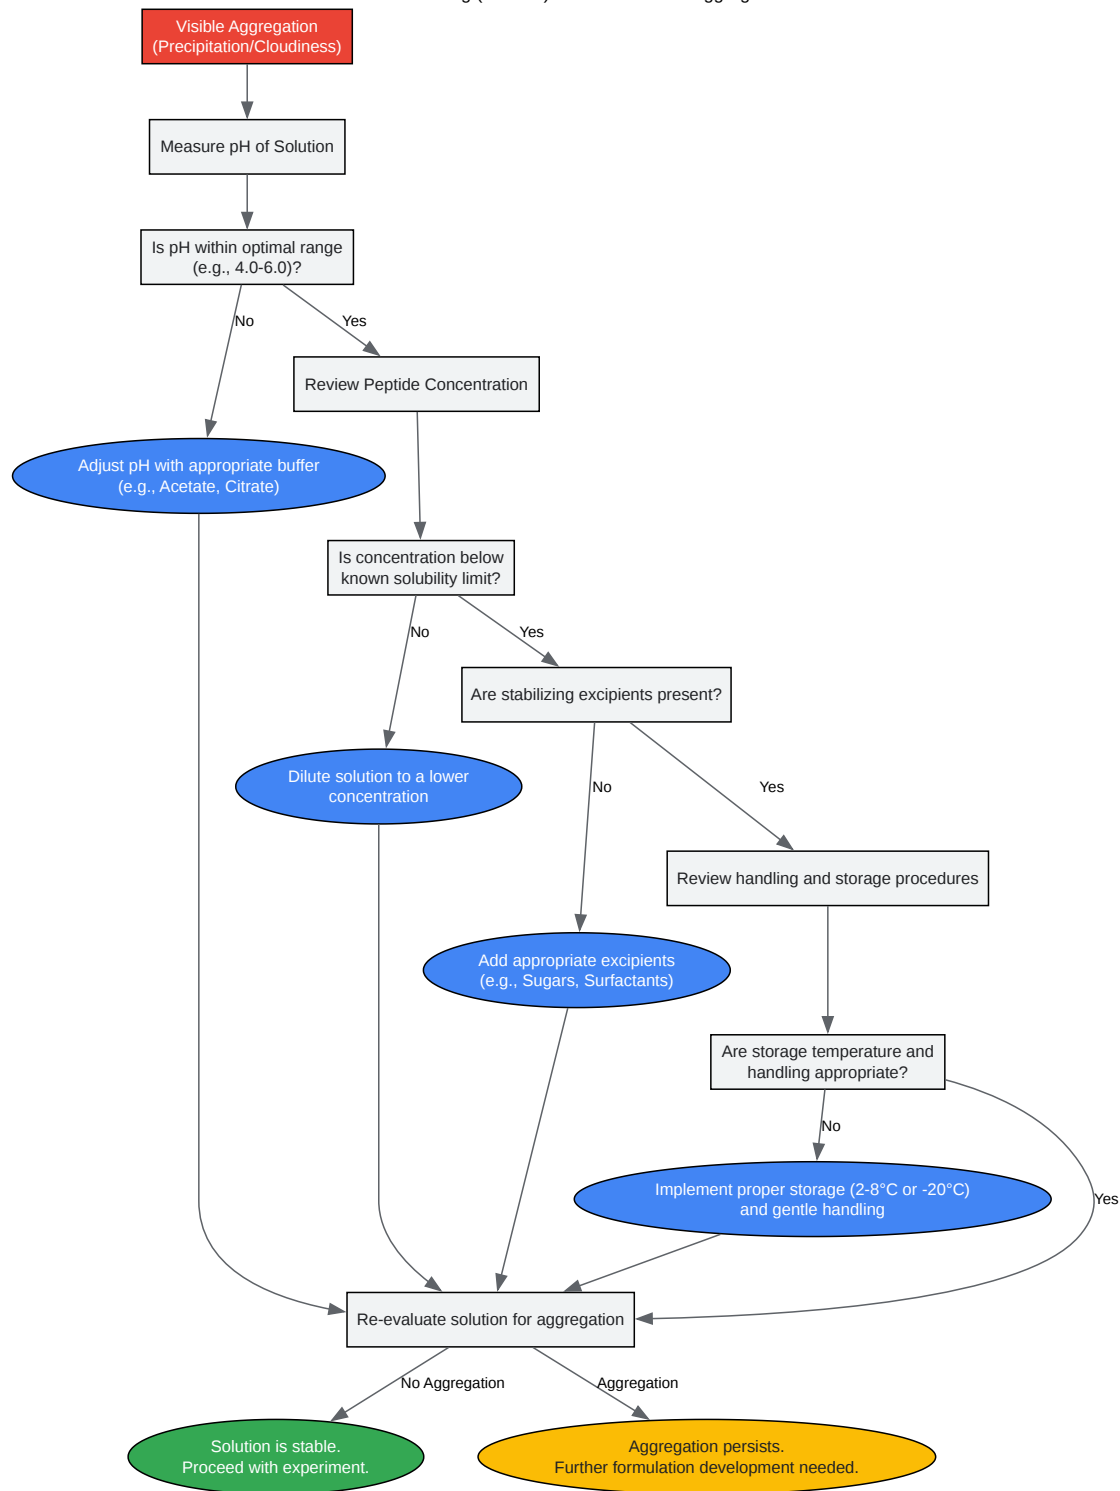 Visible Aggregation
(Precipitation/Cloudiness)
Measure pH of Solution
Is pH within optimal range
(e.g., 4.0-6.0)?
No
Yes
Review Peptide Concentration
Adjust pH with appropriate buffer
(e.g., Acetate, Citrate)
Is concentration below
known solubility limit?
No
Yes
Are stabilizing excipients present?
Dilute solution to a lower
concentration
No
Yes
Review handling and storage procedures
Add appropriate excipients
(e.g., Sugars, Surfactants)
Are storage temperature and
handling appropriate?
No
Implement proper storage (2-8°C or -20°C)
and gentle handling
Yes
Re-evaluate solution for aggregation
No Aggregation
Aggregation
Solution is stable.
Proceed with experiment.
Aggregation persists.
Further formulation development needed.